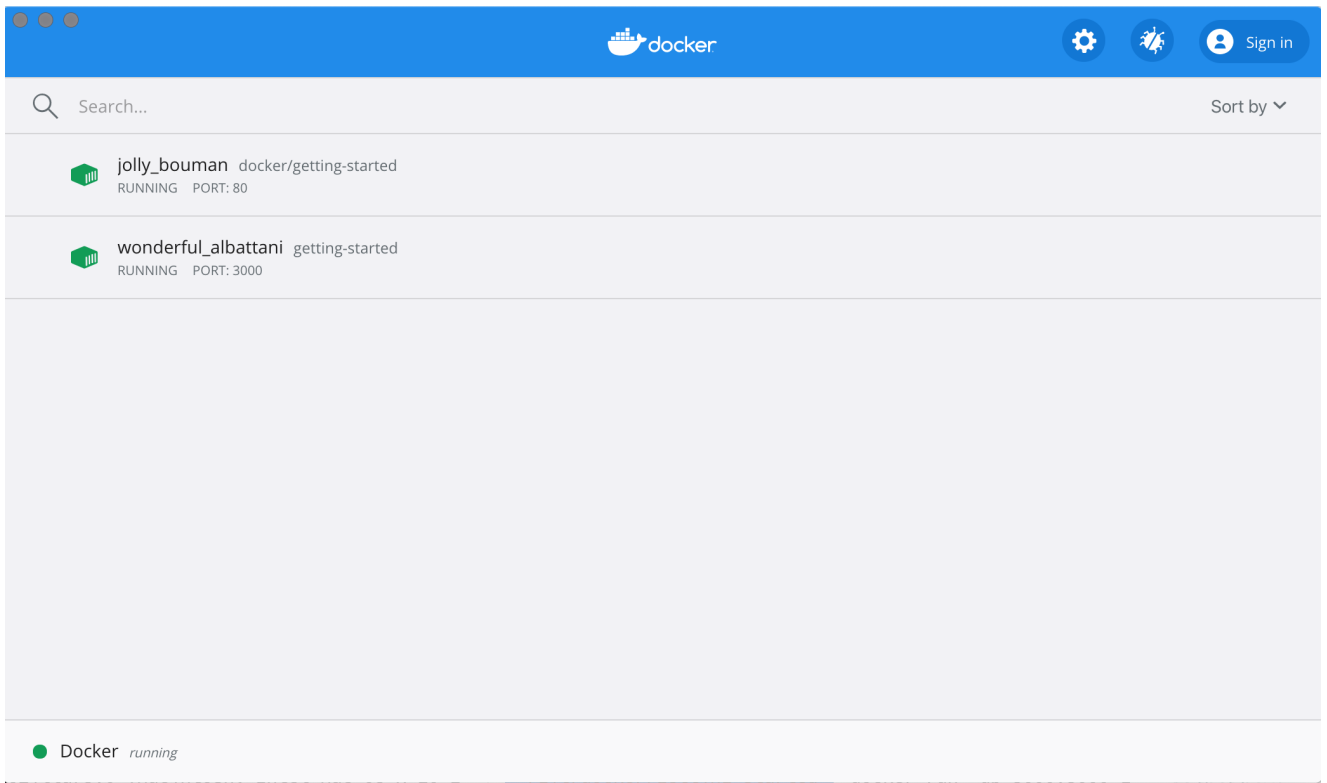 docker
Sign in
Search...
Sort by
jolly_bouman docker/getting-started
RUNNING PORT: 80
wonderful_albattani getting-started
RUNNING PORT: 3000
Docker running